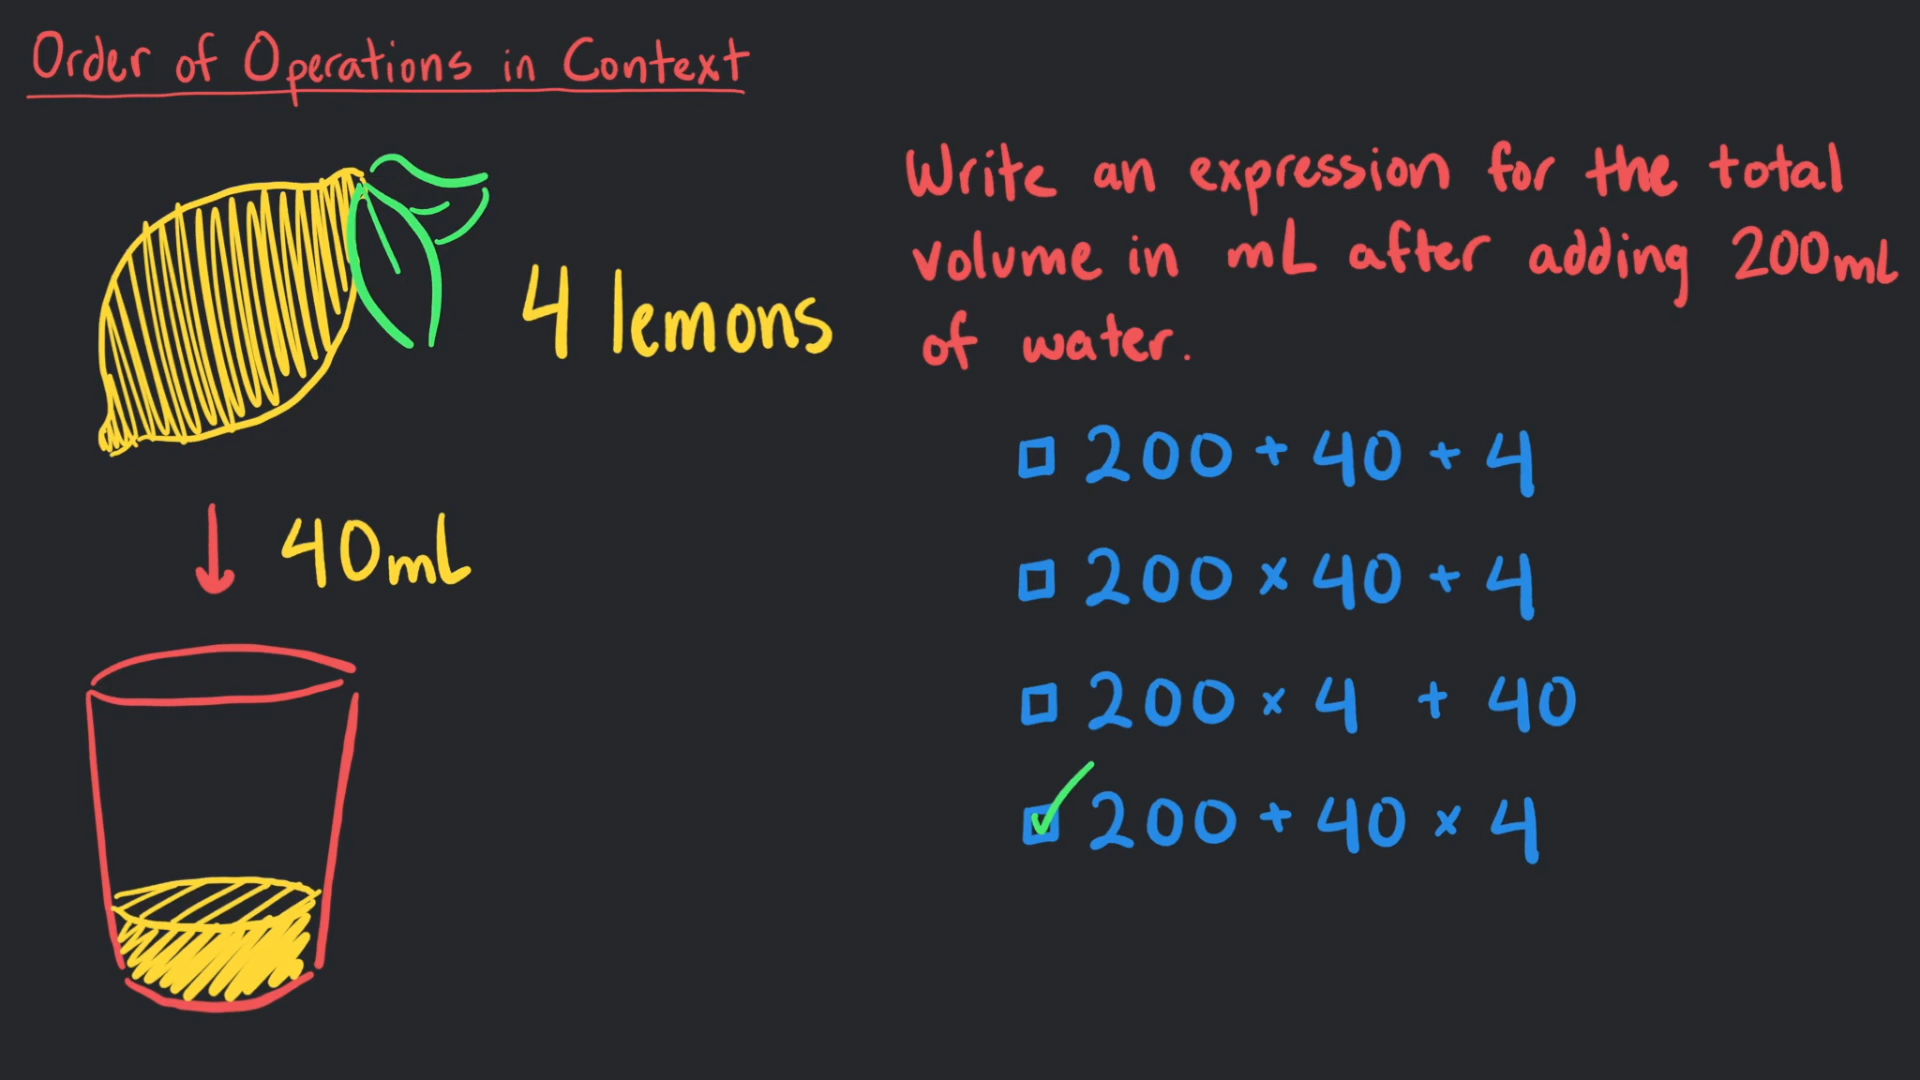 Order of Operations in Context
4 lemons
40mL
Write an expression for the total
volume in mL after adding 200mL
of water.
200 + 40 + 4
200 × 40 + 4
200 × 4 + 40
200 + 40 × 4